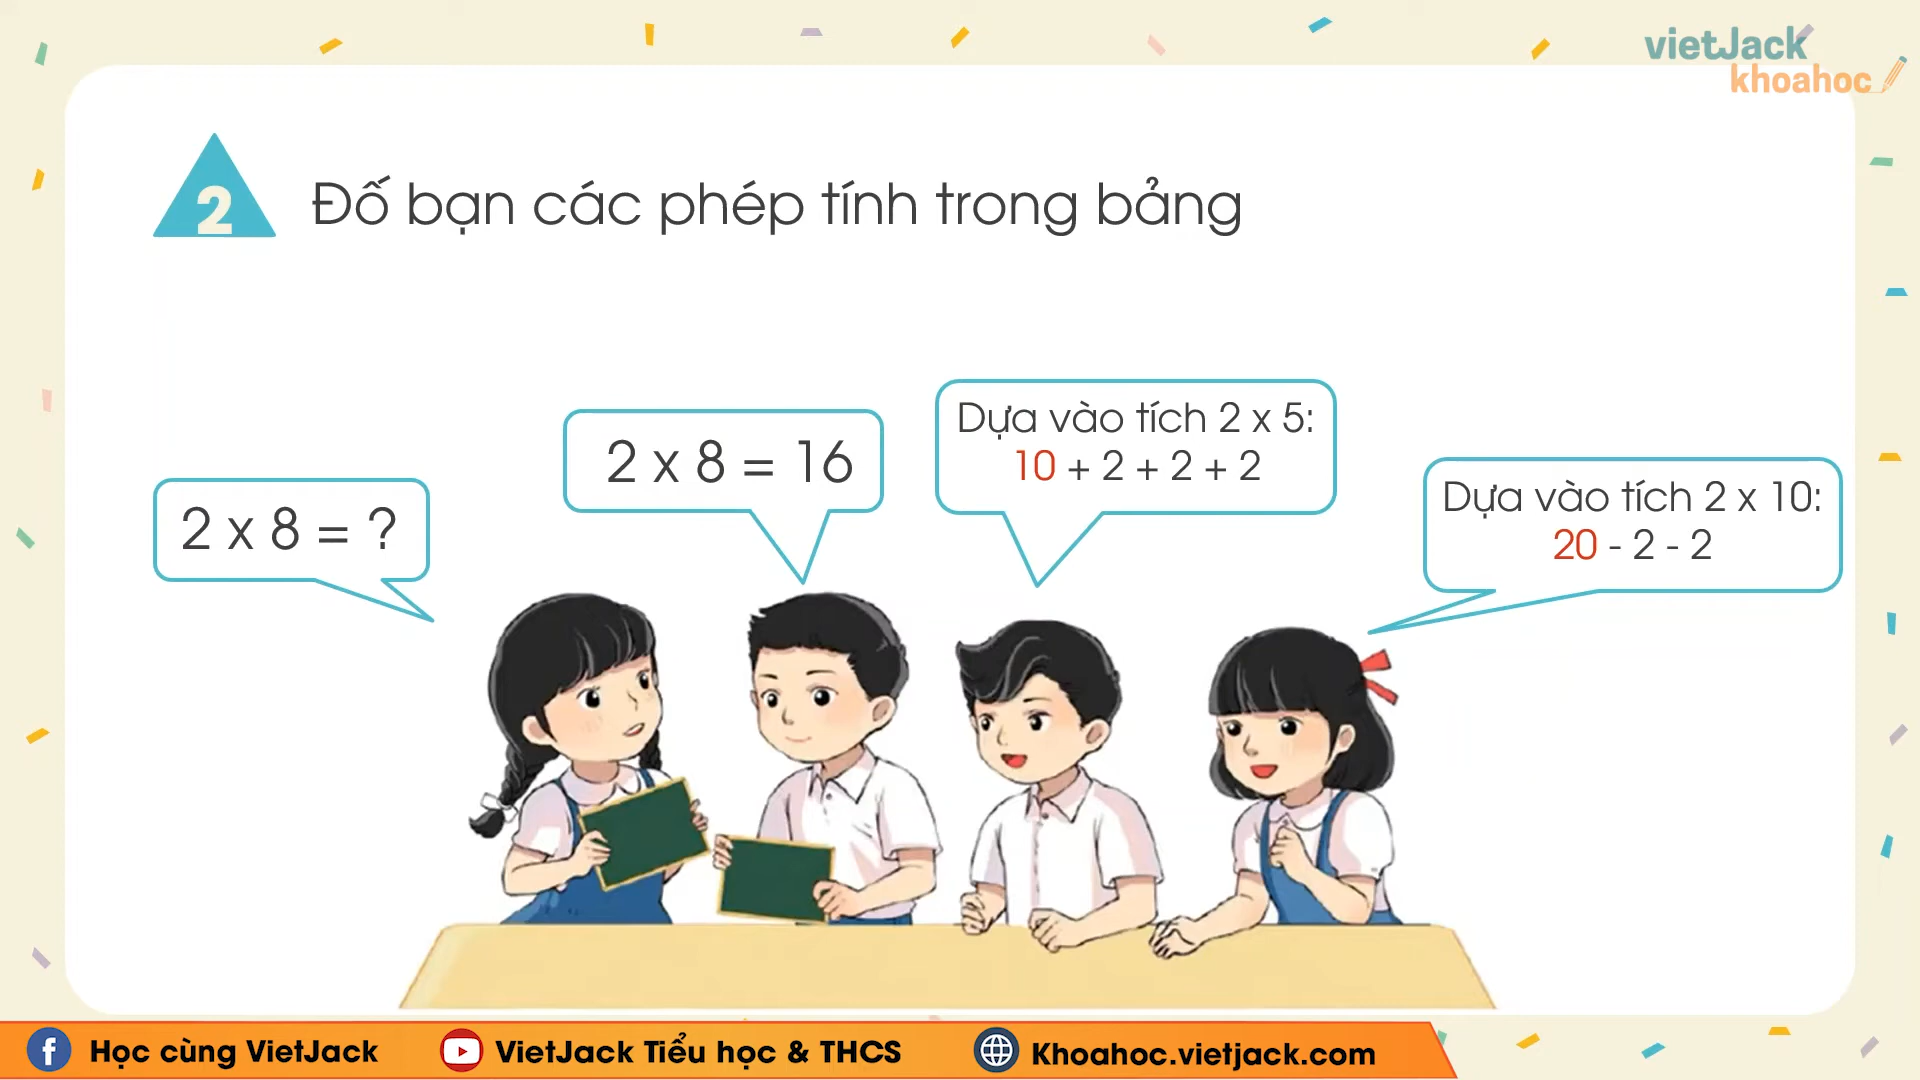 vietJack
khoahoc
2
Đố bạn các phép tính trong bảng
2 x 8 = ?
2 x 8 = 16
Dựa vào tích 2 x 5:
10 + 2 + 2 + 2
Dựa vào tích 2 x 10:
20 - 2 - 2
Học cùng VietJack
VietJack Tiểu học & THCS
Khoahoc.vietjack.com